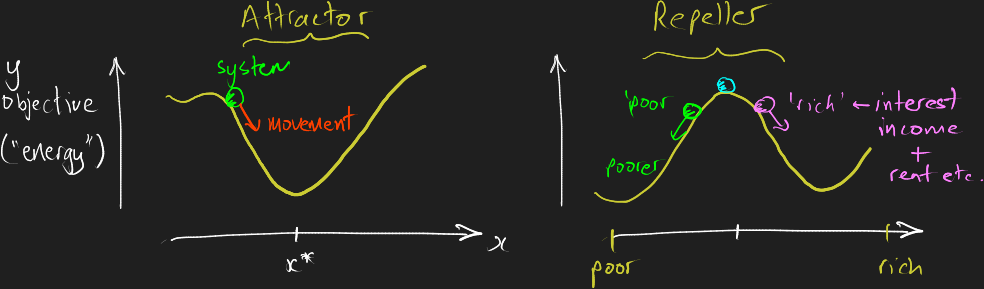 Attractor
y
objective
("energy")
system
movement
x
x*
Repeller
'poor
poorer
'rich' ← interest
income
+
rent etc.
poor
rich